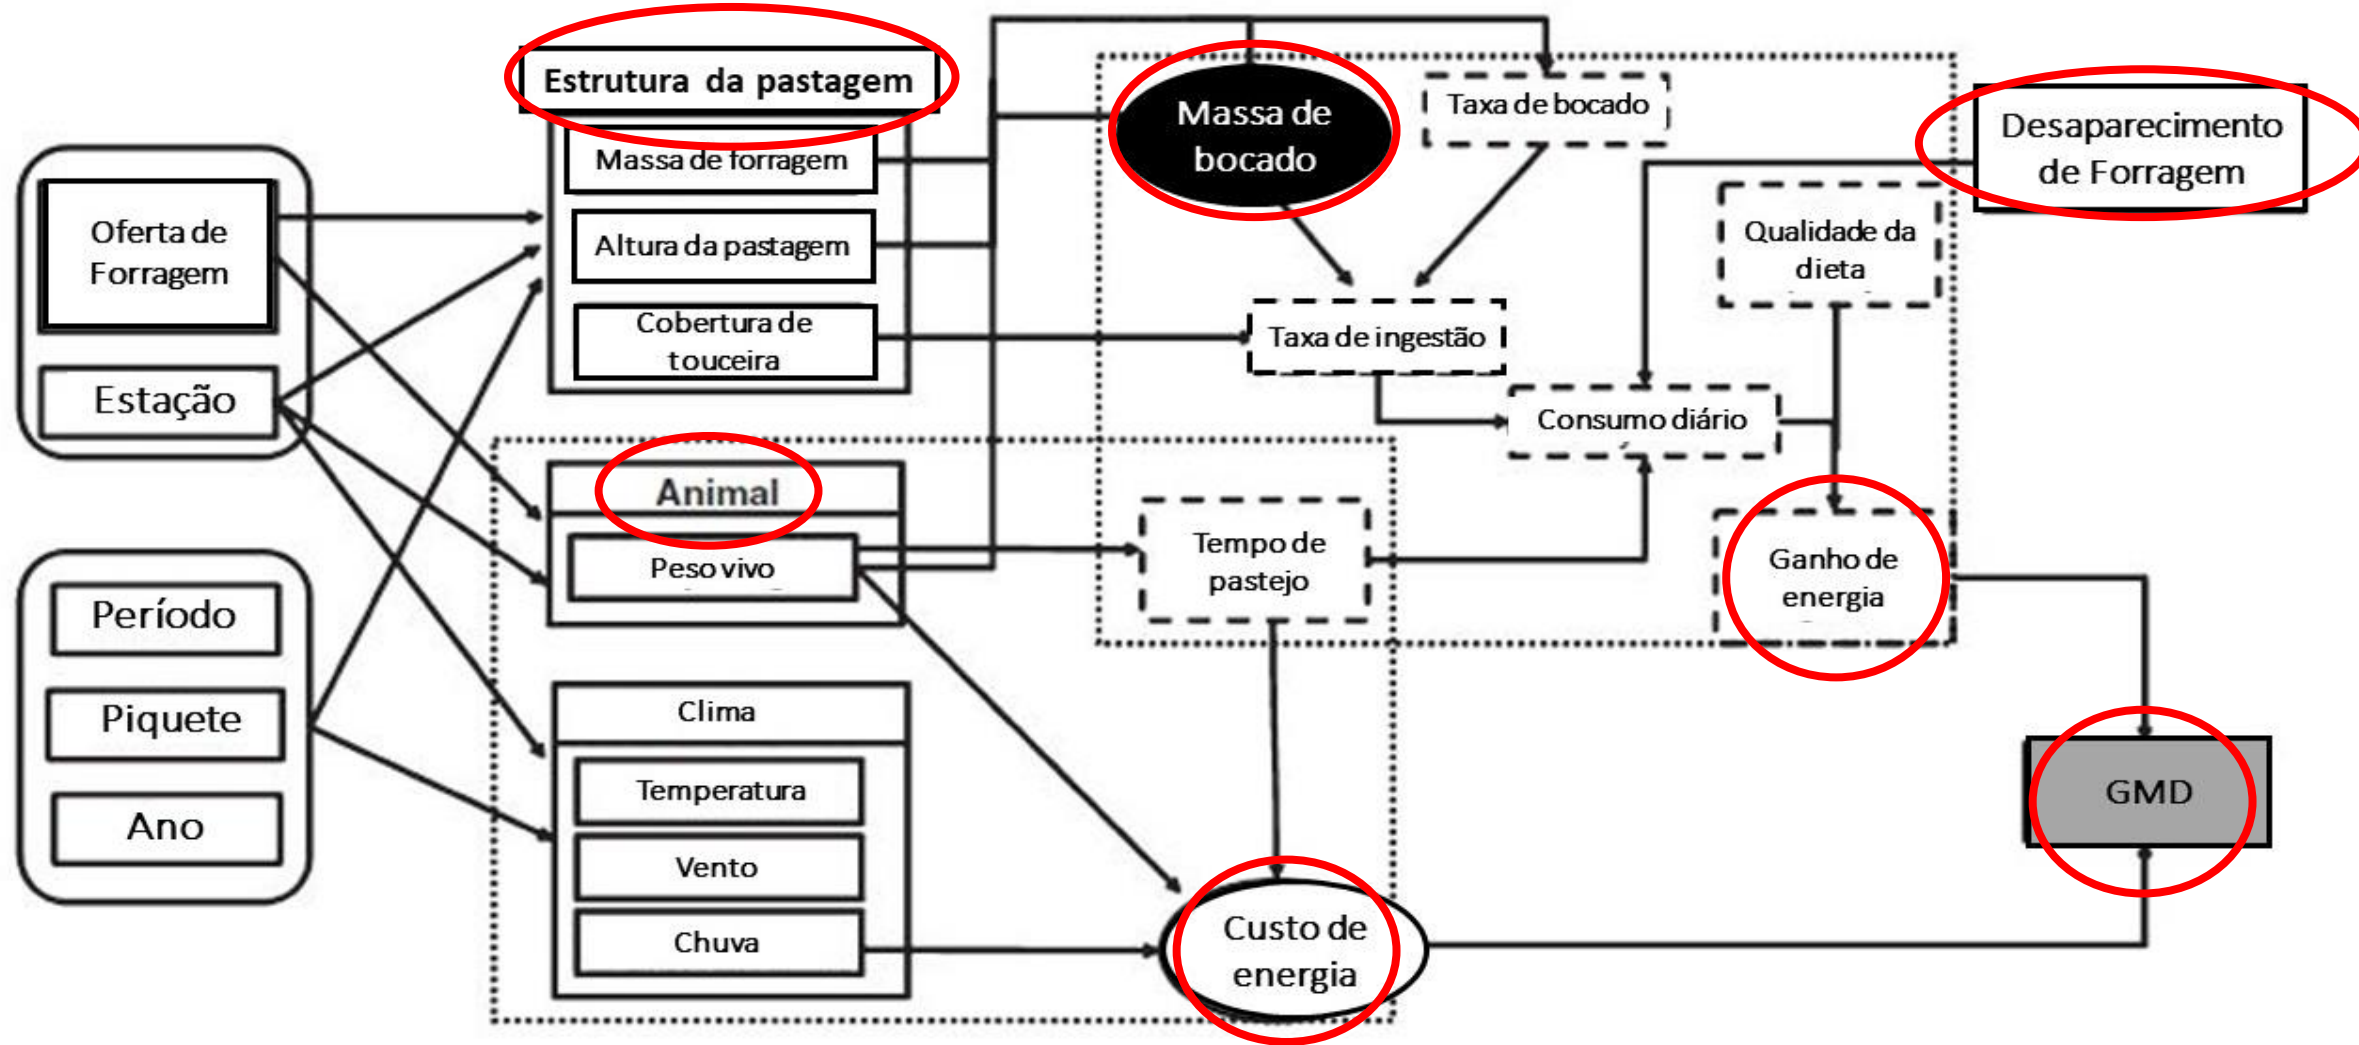 Oferta de
Forragem
Estação
Período
Piquete
Ano
Estrutura da pastagem
Massa de forragem
Altura da pastagem
Cobertura de
touceira
Animal
Peso vivo
Clima
Temperatura
Vento
Chuva
Massa de
bocado
Taxa de bocado
Taxa de ingestão
Desaparecimento
de Forragem
Qualidade da
dieta
Consumo diário
Tempo de
pastejo
Ganho de
energia
Custo de
energia
GMD